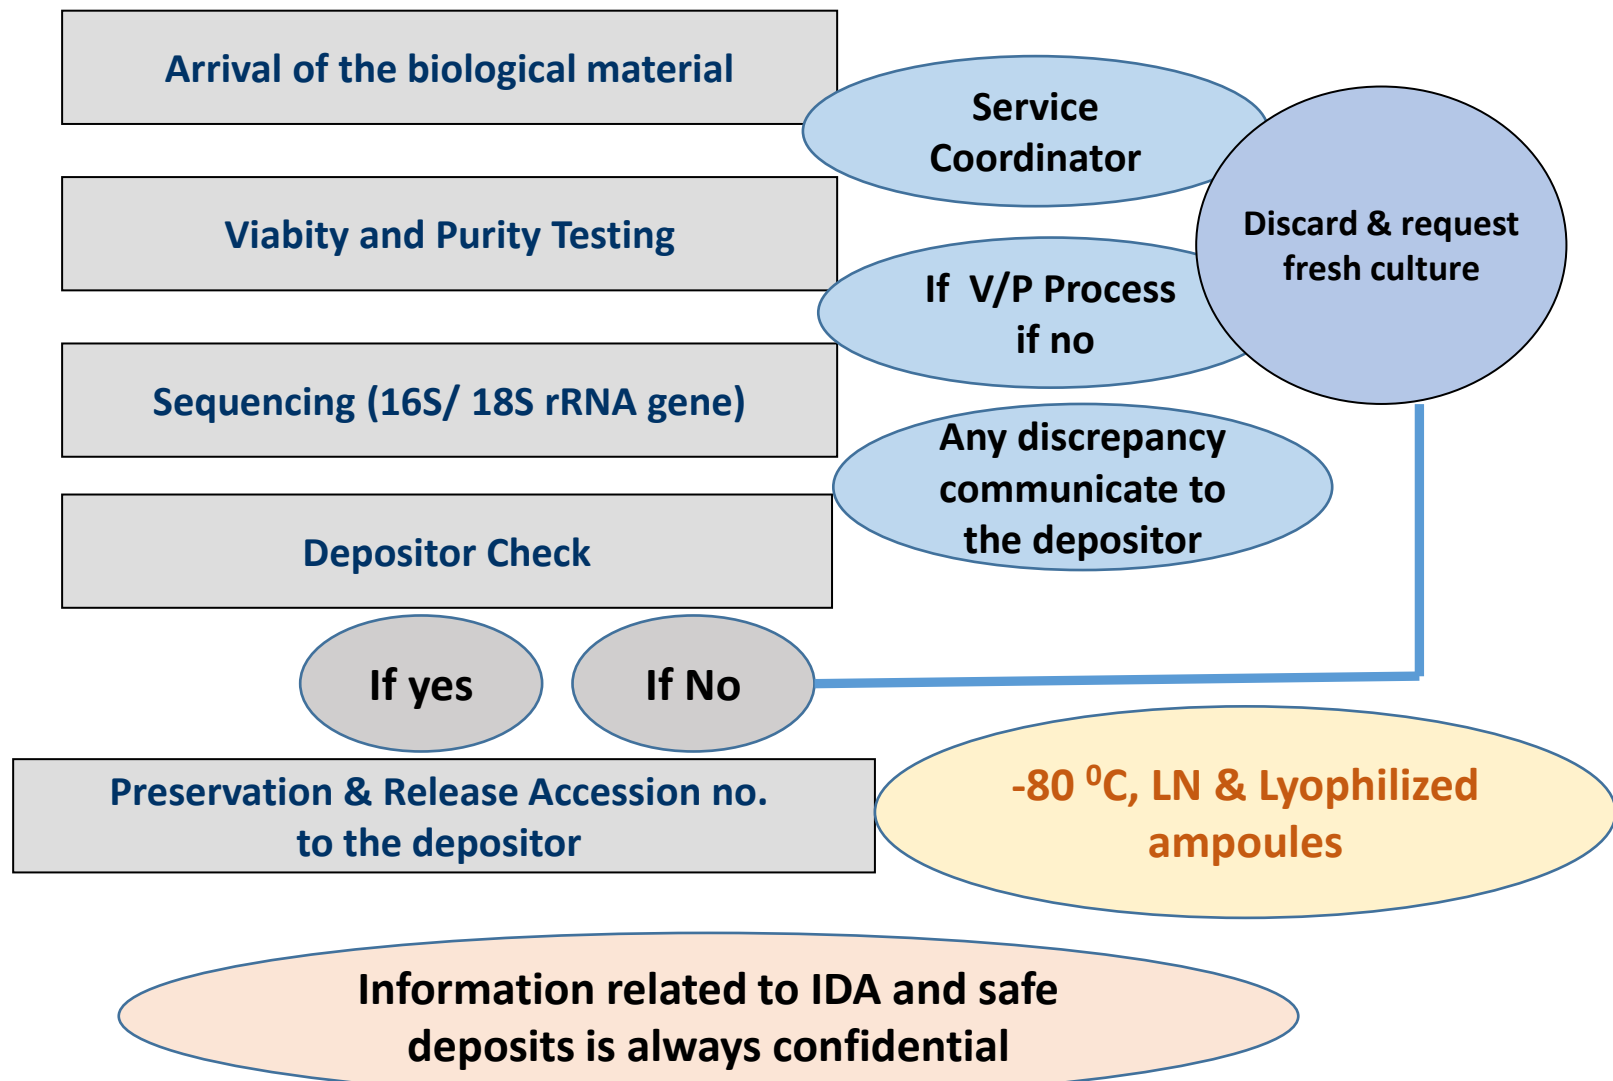 Arrival of the biological material
Service
Coordinator
Discard & request
fresh culture
Viabity and Purity Testing
If  V/P Process
if no
Sequencing (16S/ 18S rRNA gene)
Any discrepancy
communicate to
the depositor
Depositor Check
If yes
If No
Preservation & Release Accession no.
to the depositor
-80 ⁰C, LN & Lyophilized
ampoules
Information related to IDA and safe
deposits is always confidential